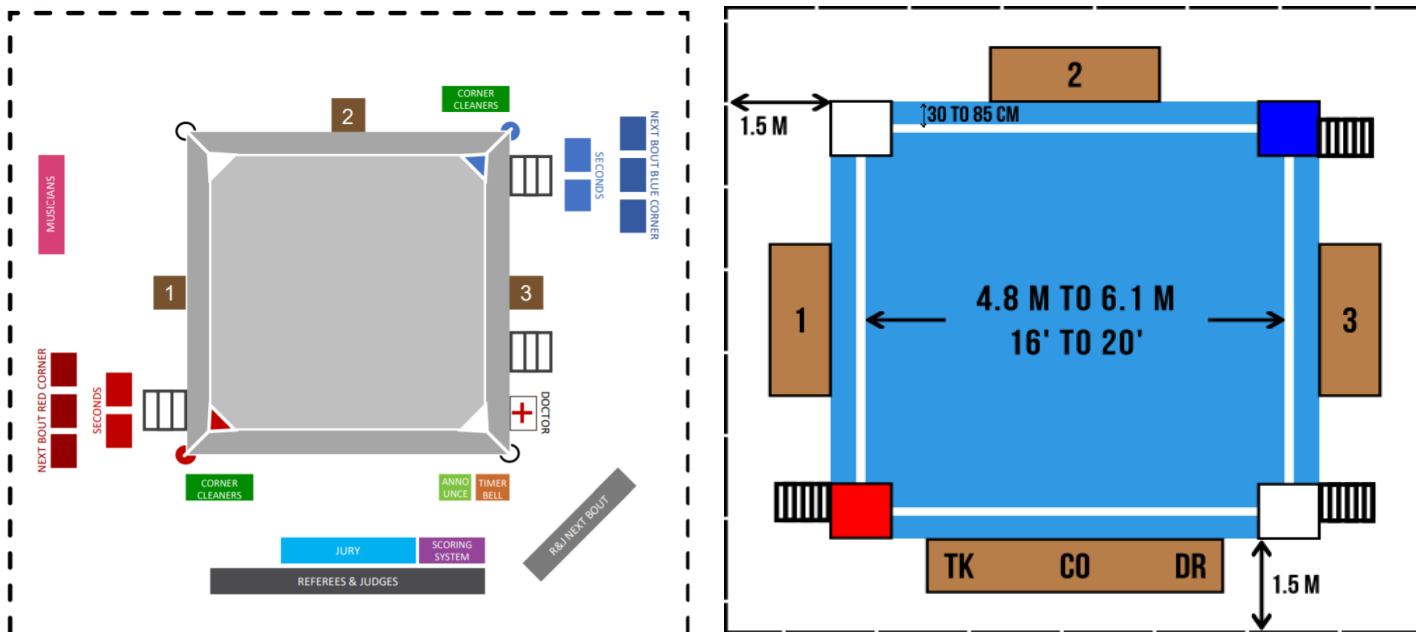 2
CORNER
CLEANERS
NEXT BOUT BLUE CORNER
SECONDS
MUSICIANS
1
3
NEXT BOUT RED CORNER
SECONDS
DOCTOR
CORNER
CLEANERS
ANNO
UNCE
TIMER
BELL
R&J NEXT BOUT
JURY
SCORING
SYSTEM
REFEREES & JUDGES
2
1.5 M
30 TO 85 CM
1
4.8 M TO 6.1 M
16' TO 20'
3
TK CO DR
1.5 M